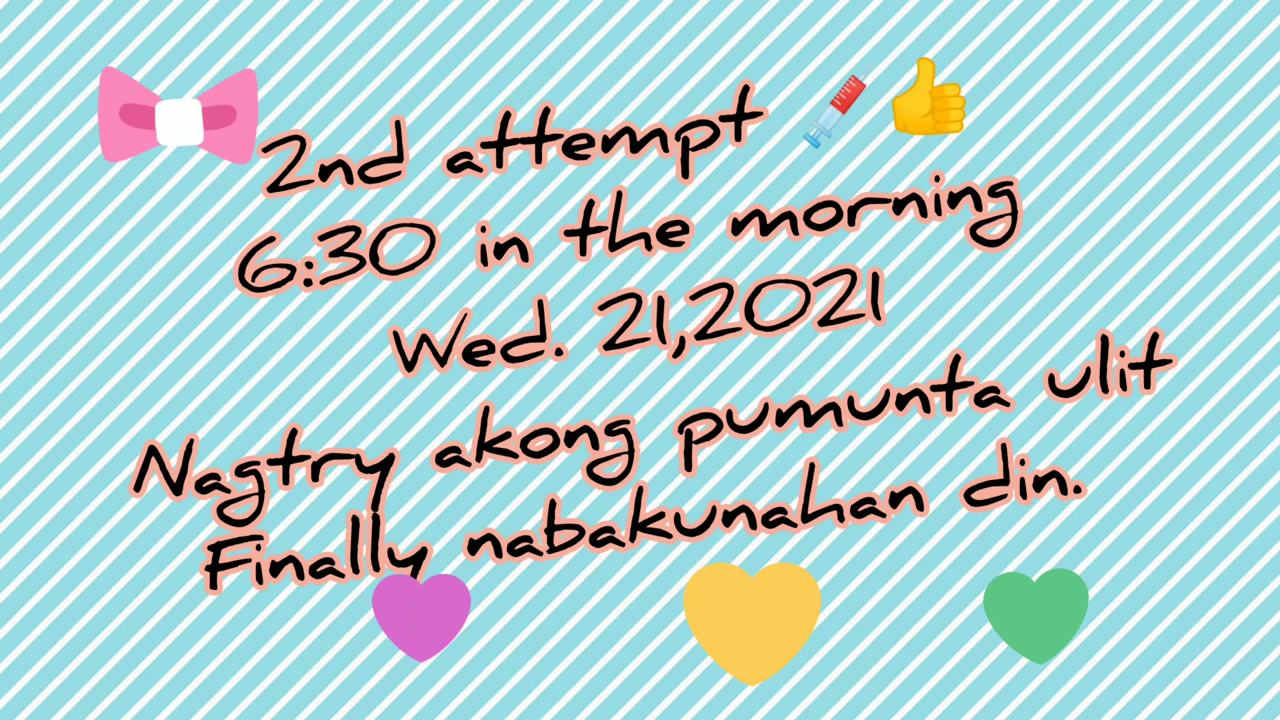 2nd attempt
6:30 in the morning
Wed. 21,2021
Nagtry akong pumunta ulit
Finally nabakunahan din.